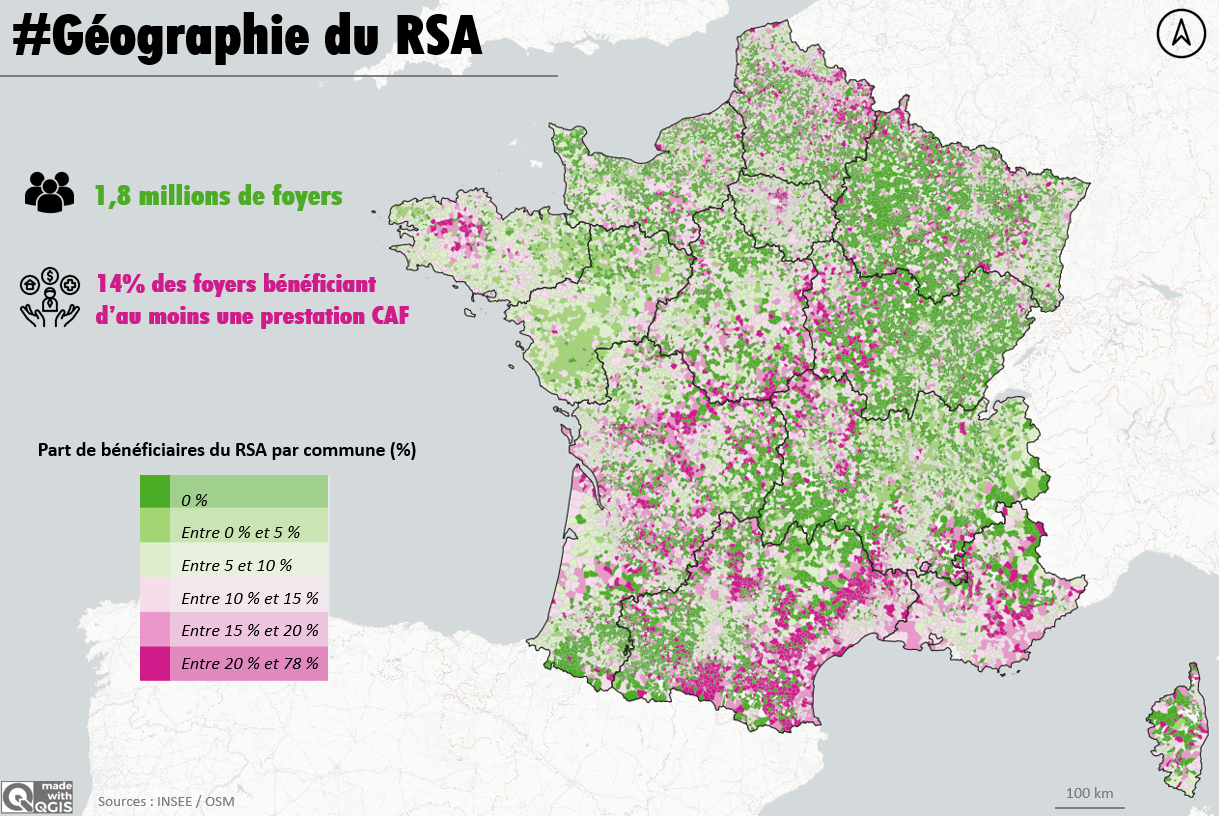 #Géographie du RSA
1,8 millions de foyers
14% des foyers bénéficiant
d'au moins une prestation CAF
Part de bénéficiaires du RSA par commune (%)
0 %
Entre 0 % et 5 %
Entre 5 et 10 %
Entre 10 % et 15 %
Entre 15 % et 20 %
Entre 20 % et 78 %
made
with
QGIS
Sources : INSEE / OSM
100 km